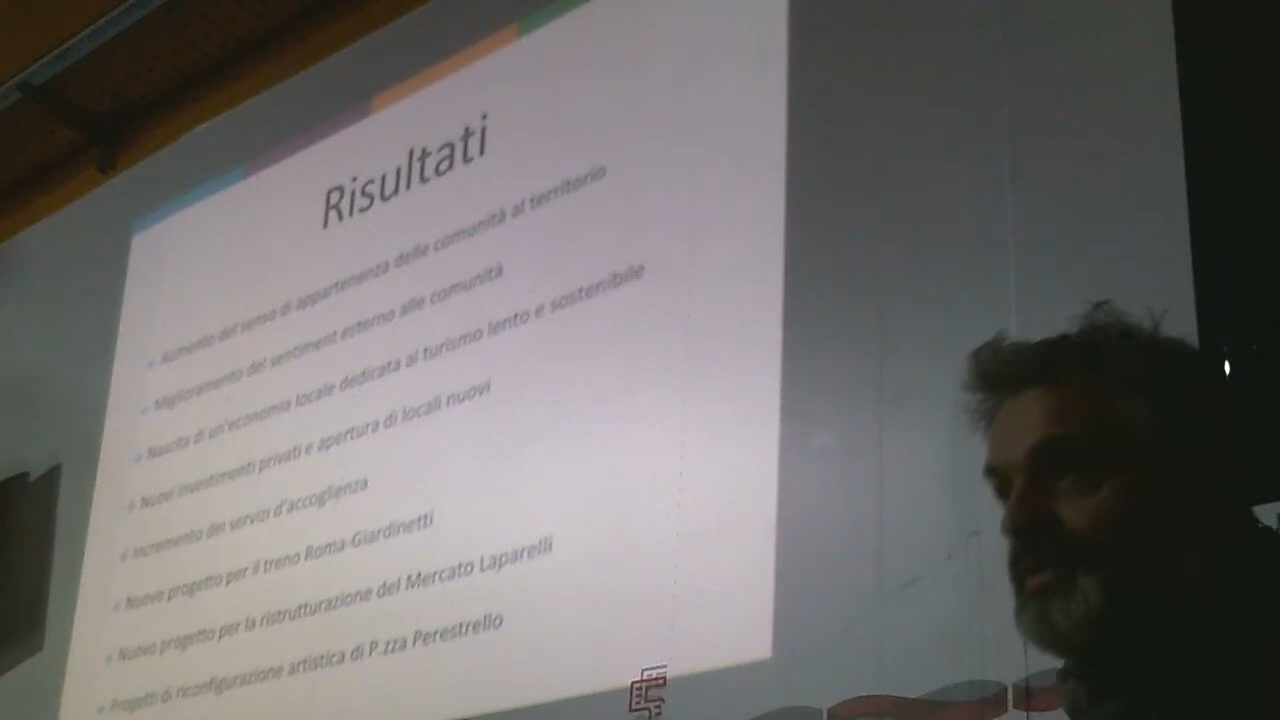 Risultati
Aumento del senso di appartenenza delle comunità al territorio
Miglioramento del sentiment esterno alle comunità
Nascita di un'economia locale dedicata al turismo lento e sostenibile
Nuovi investimenti privati e apertura di locali nuovi
Incremento dei servizi d'accoglienza
Nuovo progetto per il treno Roma-Giardinetti
Nuovo progetto per la ristrutturazione del Mercato Laparelli
Progetti di riconfigurazione artistica di P.zza Perestrello